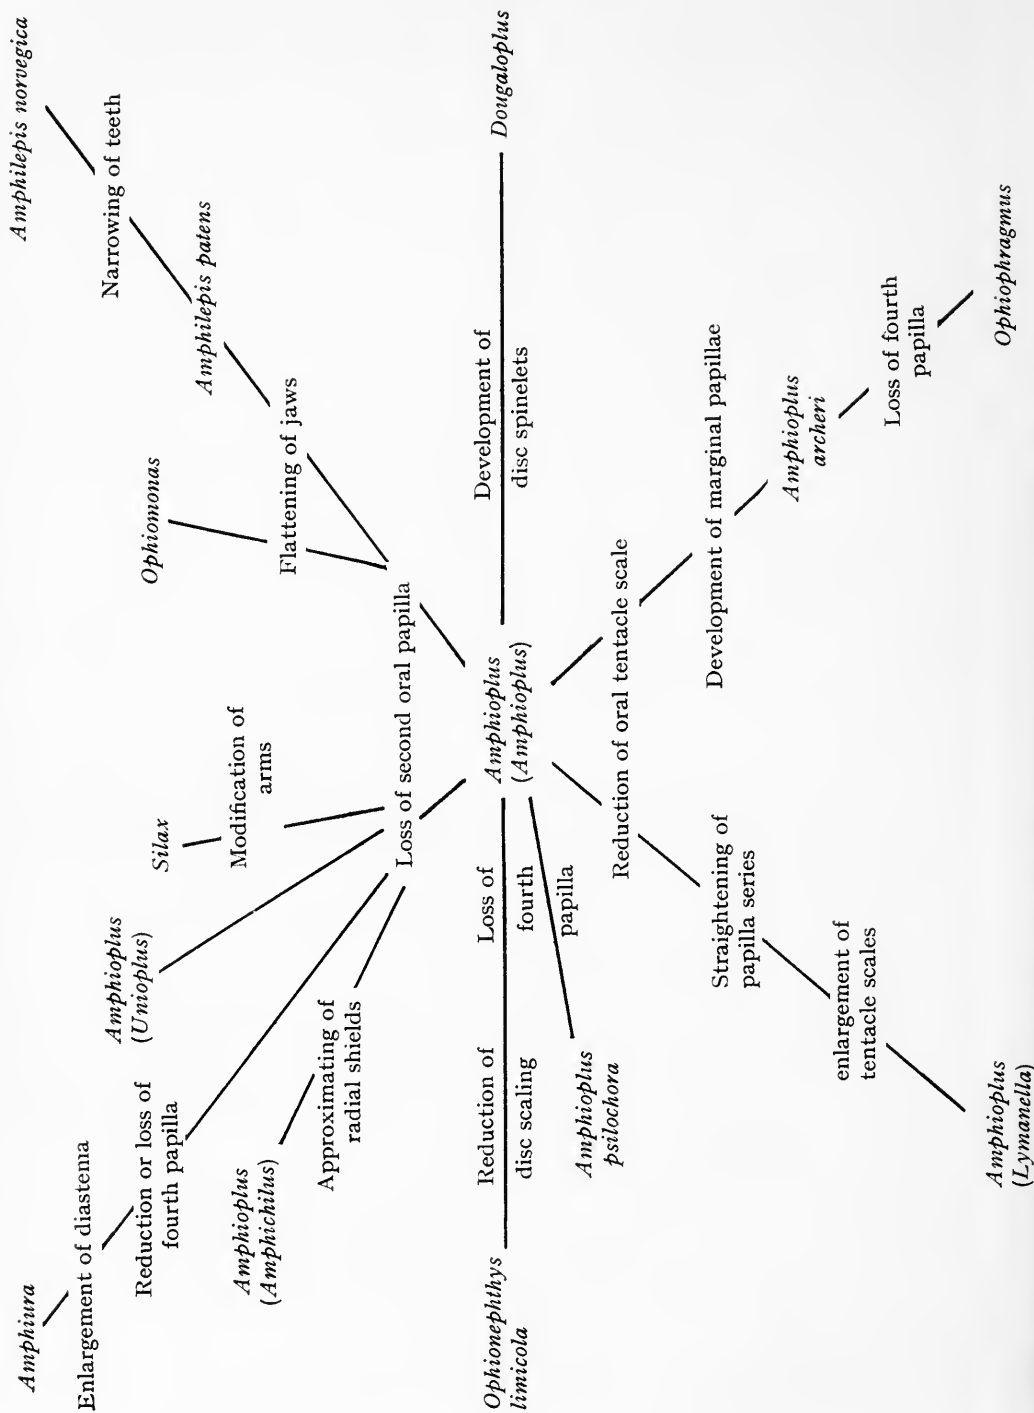 Amphiura
Enlargement of diastema
Reduction or loss of
fourth papilla
Amphioplus
(Amphichilus)
Approximating of
radial shields
Amphioplus
(Unioplus)
Silax
Modification of
arms
Loss of second oral papilla
Ophiomonas
Flattening of jaws
Amphilepis patens
Narrowing of teeth
Amphilepis norvegica
Ophionephthys
limicola
Reduction of
disc scaling
Loss of
fourth
papilla
Amphioplus
psilochora
Amphioplus
(Amphioplus)
Development of
disc spinelets
Dougaloplus
Reduction of oral tentacle scale
Straightening of
papilla series
enlargement of
tentacle scales
Amphioplus
(Lymanella)
Development of marginal papillae
Amphioplus
archeri
Loss of fourth
papilla
Ophiophragmus